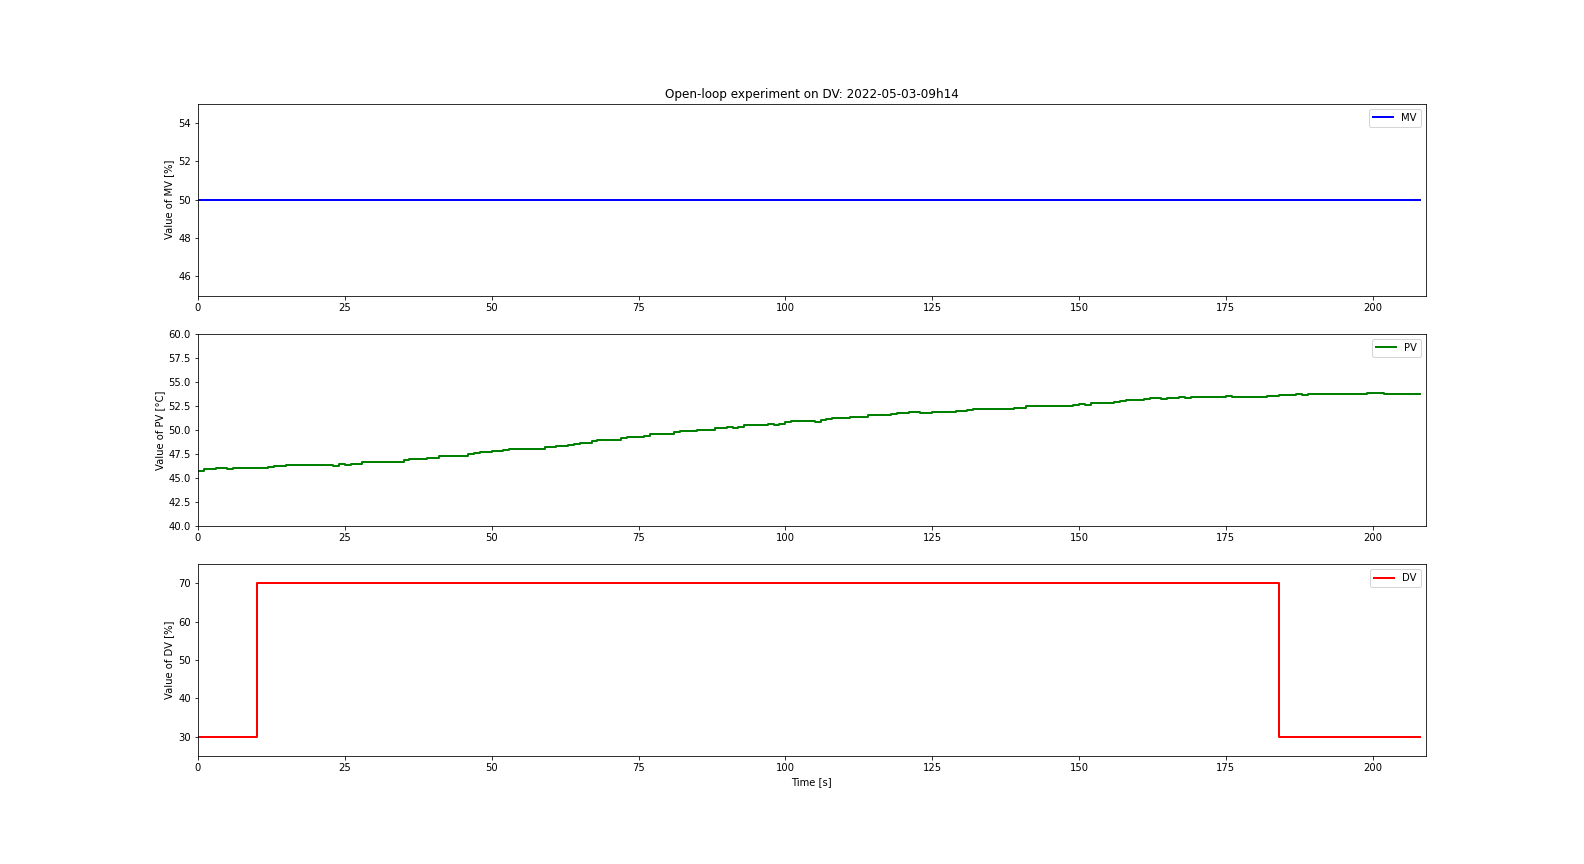 Open-loop experiment on DV: 2022-05-03-09h14
MV
Value of MV [%]
54
52
50
48
46
0 25 50 75 100 125 150 175 200
PV
Value of PV [°C]
60.0
57.5
55.0
52.5
50.0
47.5
45.0
42.5
40.0
0 25 50 75 100 125 150 175 200
DV
Value of DV [%]
70
60
50
40
30
0 25 50 75 100 125 150 175 200
Time [s]